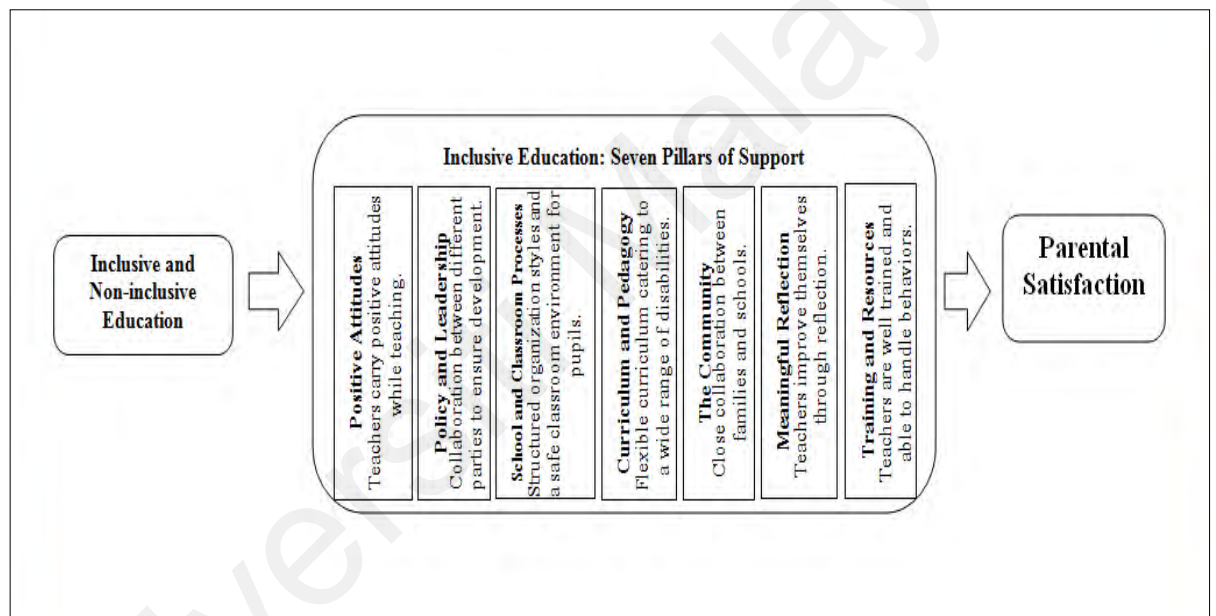 Inclusive Education: Seven Pillars of Support
Inclusive and
Non-inclusive
Education
Positive Attitudes
Teachers carry positive attitudes
while teaching.
Policy and Leadership
Collaboration between different
parties to ensure development.
School and Classroom Processes
Structured organization styles and
a safe classroom environment for
pupils.
Curriculum and Pedagogy
Flexible curriculum catering to
a wide range of disabilities.
The Community
Close collaboration between
families and schools.
Meaningful Reflection
Teachers improve themselves
through reflection.
Training and Resources
Teachers are well trained and
able to handle behaviors.
Parental
Satisfaction